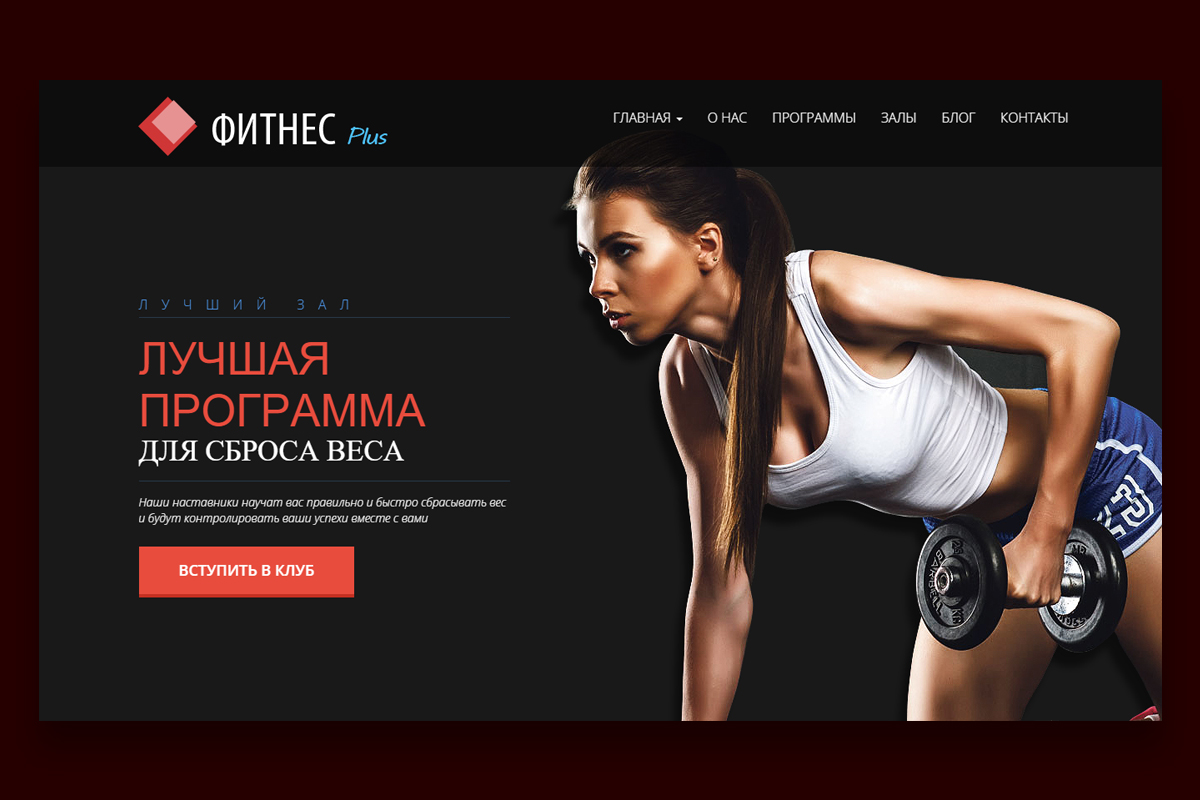 ФИТНЕС Plus
ГЛАВНАЯ О НАС ПРОГРАММЫ ЗАЛЫ БЛОГ КОНТАКТЫ
ЛУЧШИЙ ЗАЛ
ЛУЧШАЯ
ПРОГРАММА
ДЛЯ СБРОСА ВЕСА
Наши наставники научат вас правильно и быстро сбрасывать вес
и будут контролировать ваши успехи вместе с вами
ВСТУПИТЬ В КЛУБ
23